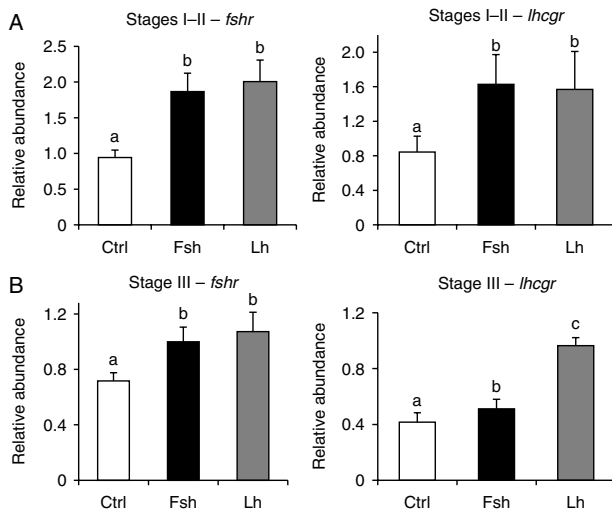 A
Stages I–II – fshr
Relative abundance
2.5
2.0
1.5
1.0
0.5
0
a
b
b
Ctrl
Fsh
Lh
Stages I–II – lhcgr
Relative abundance
2.0
1.6
1.2
0.8
1.6
0
a
b
b
Ctrl
Fsh
Lh
B
Stage III – fshr
Relative abundance
1.2
0.8
0.4
0
a
b
b
Ctrl
Fsh
Lh
Stage III – lhcgr
Relative abundance
1.2
0.8
0.4
0
a
b
c
Ctrl
Fsh
Lh